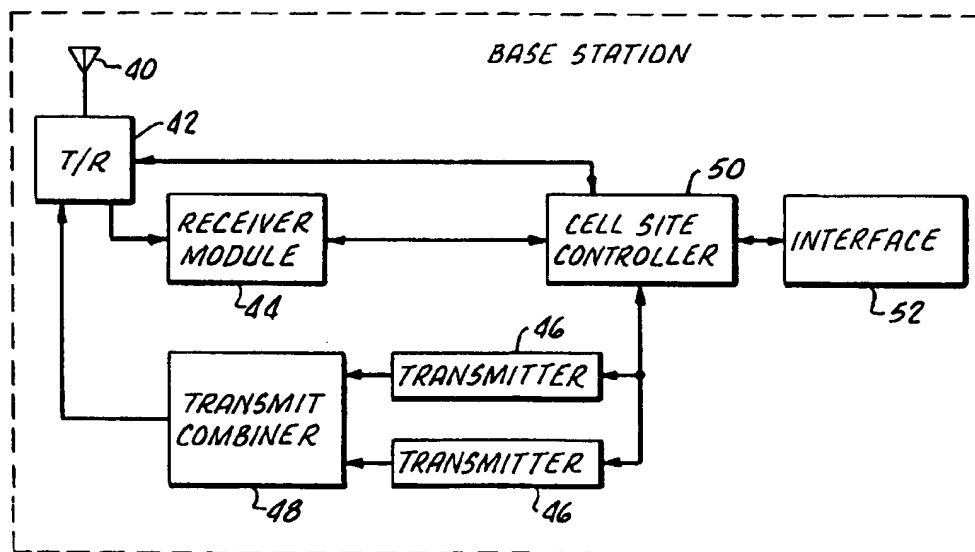 BASE STATION
40
42
T/R
50
RECEIVER
MODULE
CELL SITE
CONTROLLER
INTERFACE
44
52
46
TRANSMITTER
TRANSMIT
COMBINER
TRANSMITTER
48
46